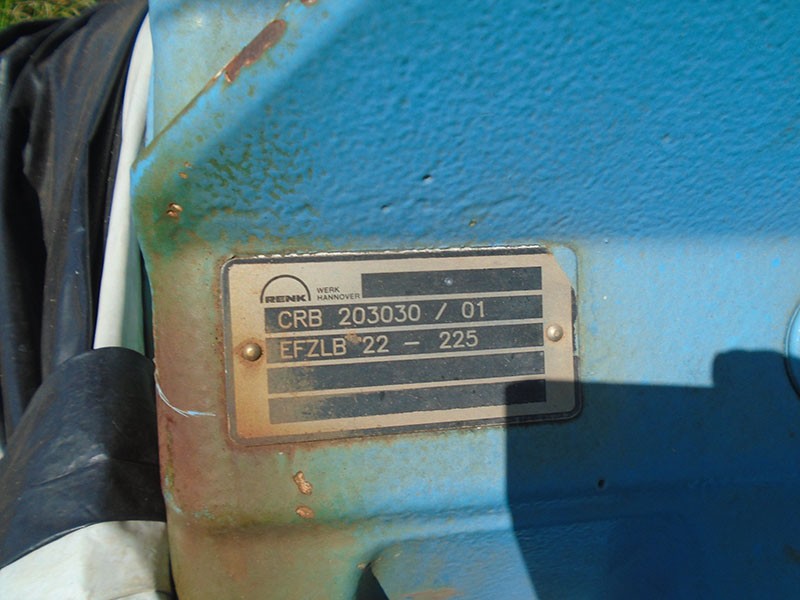 RENK WERK
HANNOVER
CRB 203030 / 01
EFZLB 22 - 225